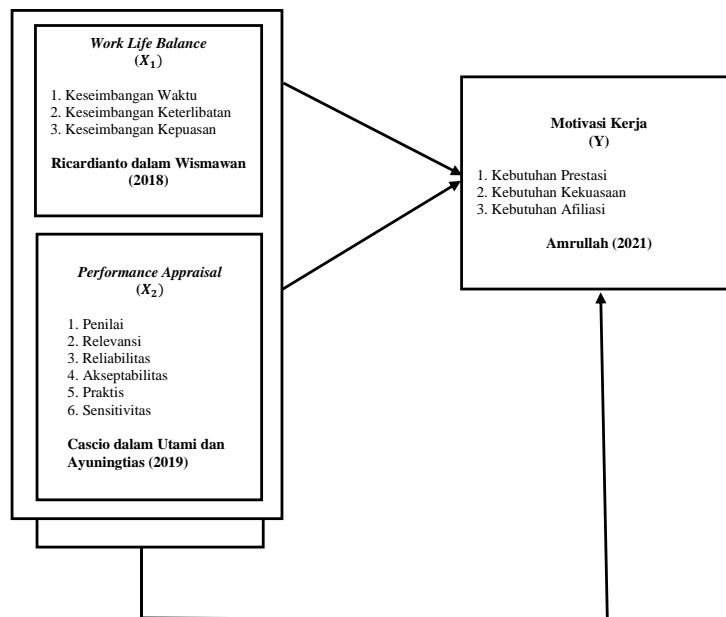 Work Life Balance
(X₁)
1. Keseimbangan Waktu
2. Keseimbangan Keterlibatan
3. Keseimbangan Kepuasan
Ricardianto dalam Wismawan
(2018)
Performance Appraisal
(X₂)
1. Penilai
2. Relevansi
3. Reliabilitas
4. Akseptabilitas
5. Praktis
6. Sensitivitas
Cascio dalam Utami dan
Ayuningtias (2019)
Motivasi Kerja
(Y)
1. Kebutuhan Prestasi
2. Kebutuhan Kekuasaan
3. Kebutuhan Afiliasi
Amrullah (2021)